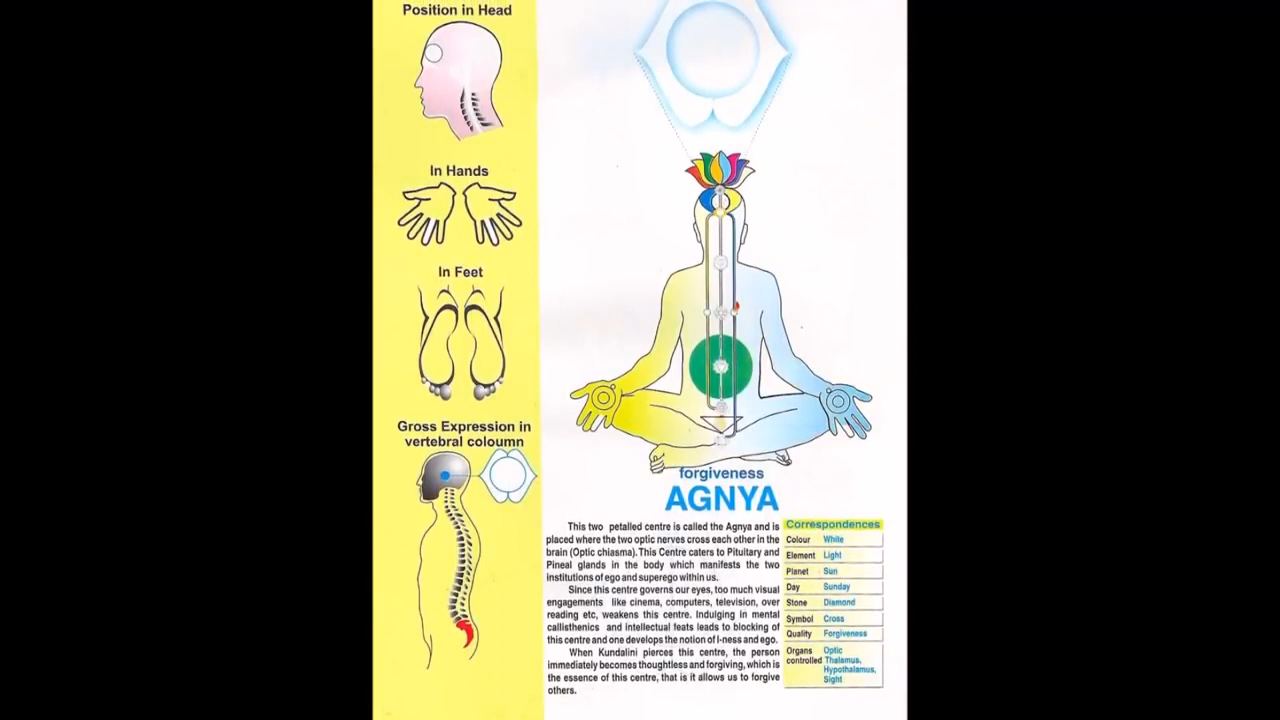 Position in Head
In Hands
In Feet
Gross Expression in
vertebral coloumn
forgiveness
AGNYA
This two petalled centre is called the Agnya and is
placed where the two optic nerves cross each other in the
brain (Optic chiasma). This Centre caters to Pituitary and
Pineal glands in the body which manifests the two
institutions of ego and superego within us.
Since this centre governs our eyes, too much visual
engagements like cinema, computers, television, over
reading etc, weakens this centre. Indulging in mental
callisthenics and intellectual feats leads to blocking of
this centre and one develops the notion of I-ness and ego.
When Kundalini pierces this centre, the person
immediately becomes thoughtless and forgiving, which is
the essence of this centre, that is it allows us to forgive
others.
Correspondences
Colour White
Element Light
Planet Sun
Day Sunday
Stone Diamond
Symbol Cross
Quality Forgiveness
Organs Optic
controlled Thalamus,
Hypothalamus,
Sight